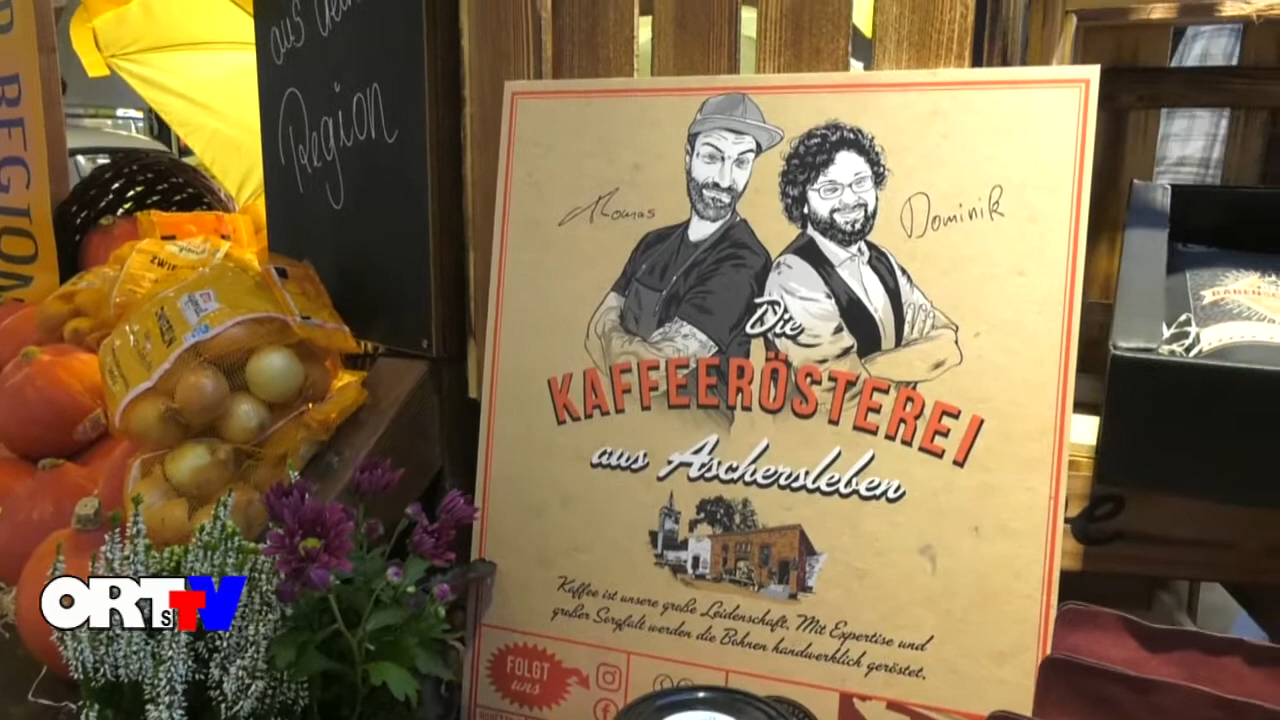 REGION
aus
Region
ZWIEBELN
Thomas
Dominik
Die
KAFFEERÖSTEREI
aus Aschersleben
Kaffee ist unsere große Leidenschaft. Mit Expertise und
großer Sorgfalt werden die Bohnen handwerklich geröstet.
FOLGT
uns
ORTSTV